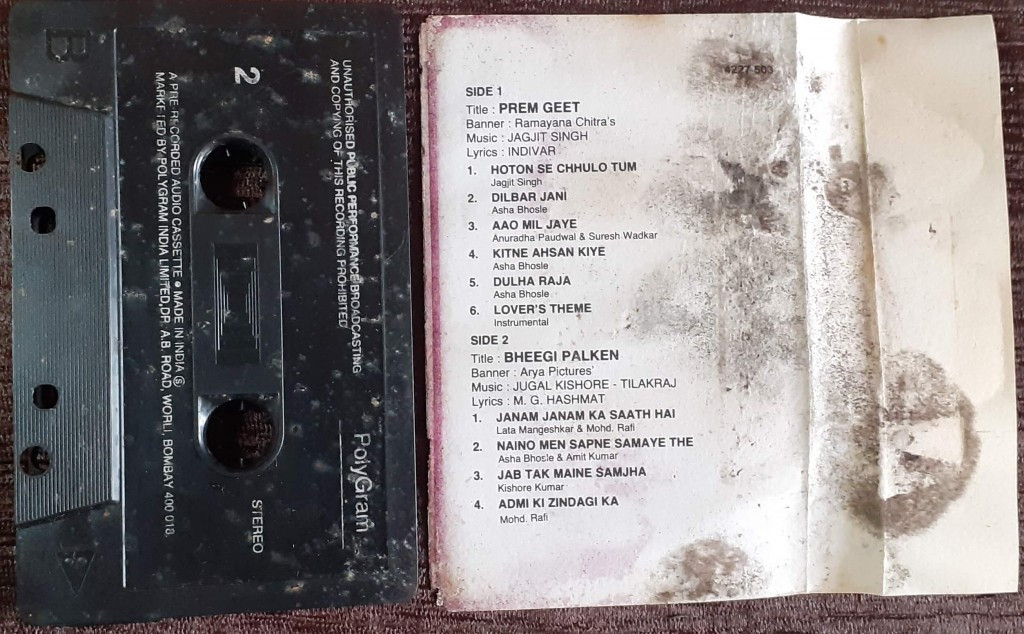 B
2
UNAUTHORISED PUBLIC PERFORMANCE BROADCASTING
AND COPYING OF THIS RECORDING PROHIBITED
A PRE-RECORDED AUDIO CASSETTE ● MADE IN INDIA Ⓢ
MARKETED BY POLYGRAM INDIA LIMITED, DR. A.B. ROAD, WORLI, BOMBAY 400 018.
STEREO
PolyGram
4227 503
SIDE 1
Title : PREM GEET
Banner : Ramayana Chitra's
Music : JAGJIT SINGH
Lyrics : INDIVAR
1. HOTON SE CHHULO TUM
Jagjit Singh
2. DILBAR JANI
Asha Bhosle
3. AAO MIL JAYE
Anuradha Paudwal & Suresh Wadkar
4. KITNE AHSAN KIYE
Asha Bhosle
5. DULHA RAJA
Asha Bhosle
6. LOVER'S THEME
Instrumental
SIDE 2
Title : BHEEGI PALKEN
Banner : Arya Pictures'
Music : JUGAL KISHORE - TILAKRAJ
Lyrics : M. G. HASHMAT
1. JANAM JANAM KA SAATH HAI
Lata Mangeshkar & Mohd. Rafi
2. NAINO MEN SAPNE SAMAYE THE
Asha Bhosle & Amit Kumar
3. JAB TAK MAINE SAMJHA
Kishore Kumar
4. ADMI KI ZINDAGI KA
Mohd. Rafi